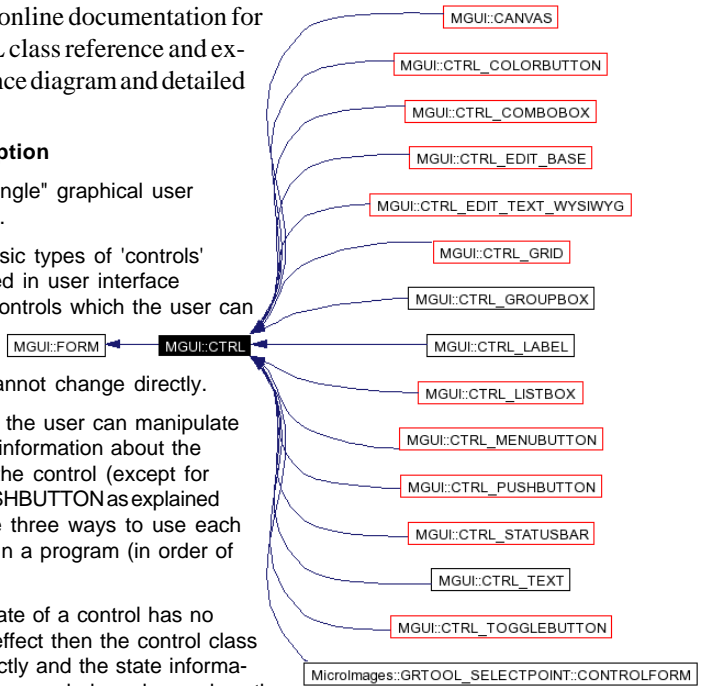 online documentation for
L class reference and ex-
nce diagram and detailed
ption
ngle" graphical user
.
sic types of 'controls'
ed in user interface
ontrols which the user can
annot change directly.
the user can manipulate
information about the
he control (except for
SHBUTTON as explained
e three ways to use each
n a program (in order of
ate of a control has no
effect then the control class
ctly and the state informa-
MGUI::FORM
MGUI::CTRL
MGUI::CANVAS
MGUI::CTRL_COLORBUTTON
MGUI::CTRL_COMBOBOX
MGUI::CTRL_EDIT_BASE
MGUI::CTRL_EDIT_TEXT_WYSIWYG
MGUI::CTRL_GRID
MGUI::CTRL_GROUPBOX
MGUI::CTRL_LABEL
MGUI::CTRL_LISTBOX
MGUI::CTRL_MENUBUTTON
MGUI::CTRL_PUSHBUTTON
MGUI::CTRL_STATUSBAR
MGUI::CTRL_TEXT
MGUI::CTRL_TOGGLEBUTTON
MicroImages::GRTOOL_SELECTPOINT::CONTROLFORM